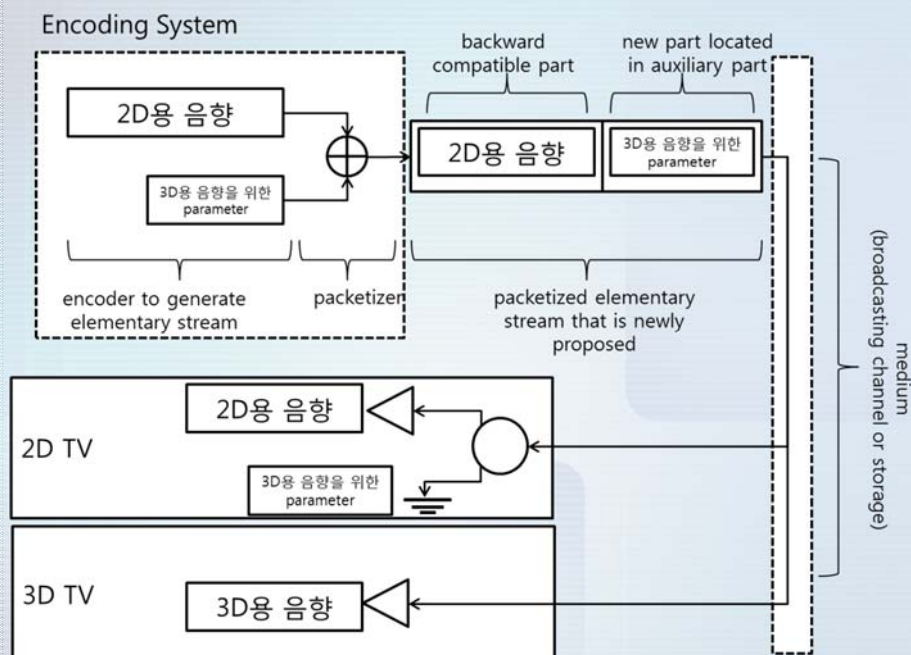 Encoding System
2D용 음향
3D용 음향을 위한
parameter
encoder to generate
elementary stream
packetizer
backward
compatible part
new part located
in auxiliary part
2D용 음향
3D용 음향을 위한
parameter
packetized elementary
stream that is newly
proposed
medium
(broadcasting channel or storage)
2D TV
2D용 음향
3D용 음향을 위한
parameter
3D TV
3D용 음향